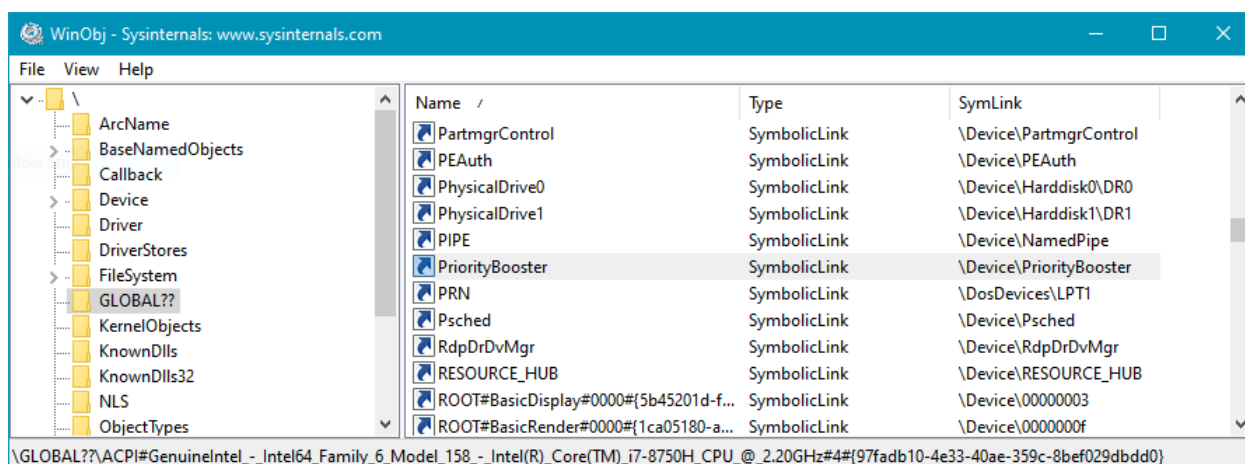 WinObj - Sysinternals: www.sysinternals.com
File View Help
\
ArcName
BaseNamedObjects
Callback
Device
Driver
DriverStores
FileSystem
GLOBAL??
KernelObjects
KnownDlls
KnownDlls32
NLS
ObjectTypes
Name / Type SymLink
PartmgrControl SymbolicLink \Device\PartmgrControl
PEAuth SymbolicLink \Device\PEAuth
PhysicalDrive0 SymbolicLink \Device\Harddisk0\DR0
PhysicalDrive1 SymbolicLink \Device\Harddisk1\DR1
PIPE SymbolicLink \Device\NamedPipe
PriorityBooster SymbolicLink \Device\PriorityBooster
PRN SymbolicLink \DosDevices\LPT1
Psched SymbolicLink \Device\Psched
RdpDrDvMgr SymbolicLink \Device\RdpDrDvMgr
RESOURCE_HUB SymbolicLink \Device\RESOURCE_HUB
ROOT#BasicDisplay#0000#{5b45201d-f... SymbolicLink \Device\00000003
ROOT#BasicRender#0000#{1ca05180-a... SymbolicLink \Device\0000000f
\GLOBAL??\ACPI#GenuineIntel_-_Intel64_Family_6_Model_158_-_Intel(R)_Core(TM)_i7-8750H_CPU_@_2.20GHz#4#{97fadb10-4e33-40ae-359c-8bef029dbdd0}